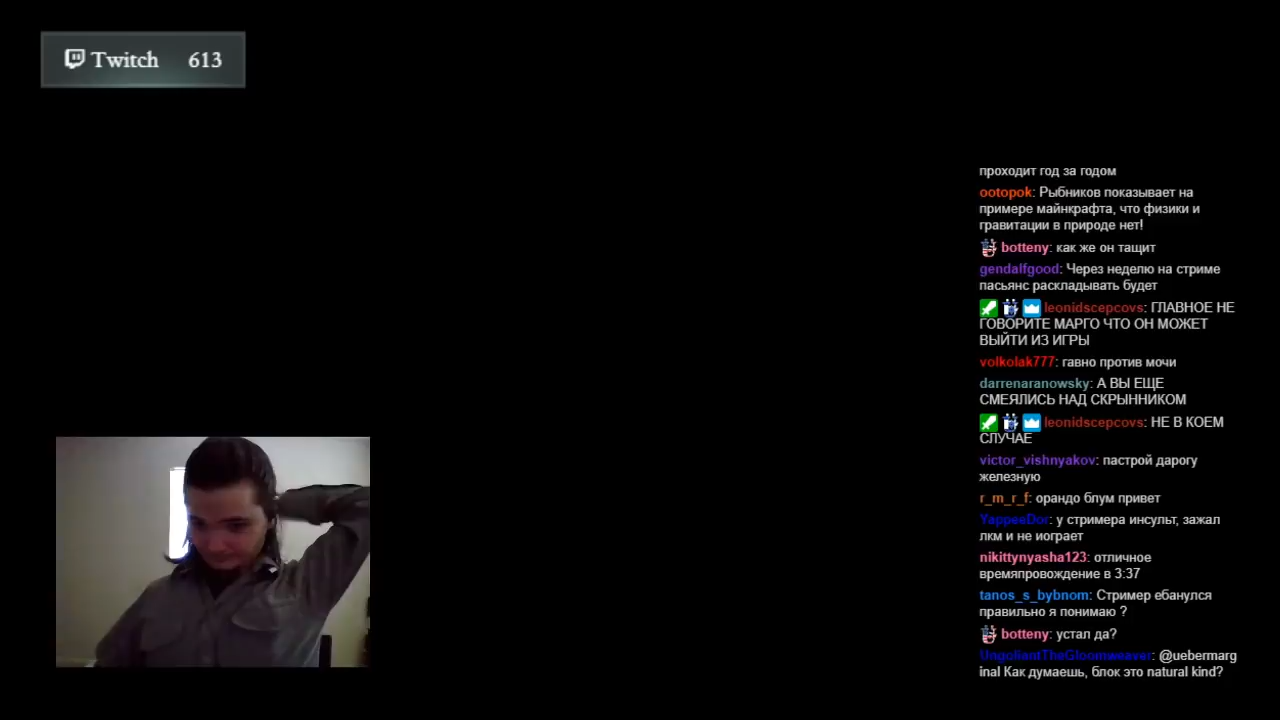 Twitch 613
проходит год за годом
ootopok: Рыбников показывает на
примере майнкрафта, что физики и
гравитации в природе нет!
botteny: как же он тащит
gendalfgood: Через неделю на стриме
пасьянс раскладывать будет
leonidscepcovs: ГЛАВНОЕ НЕ
ГОВОРИТЕ МАРГО ЧТО ОН МОЖЕТ
ВЫЙТИ ИЗ ИГРЫ
volkolak777: гавно против мочи
darrenaranowsky: А ВЫ ЕЩЕ
СМЕЯЛИСЬ НАД СКРЫННИКОМ
leonidscepcovs: НЕ В КОЕМ
СЛУЧАЕ
victor_vishnyakov: пастрой дарогу
железную
r_m_r_f: орандо блум привет
YappeeDor: у стримера инсульт, зажал
лкм и не иограет
nikittynyasha123: отличное
времяпровождение в 3:37
tanos_s_bybnom: Стример ебанулся
правильно я понимаю ?
botteny: устал да?
UngoliantTheGloomweaver: @uebermarg
inal Как думаешь, блок это natural kind?